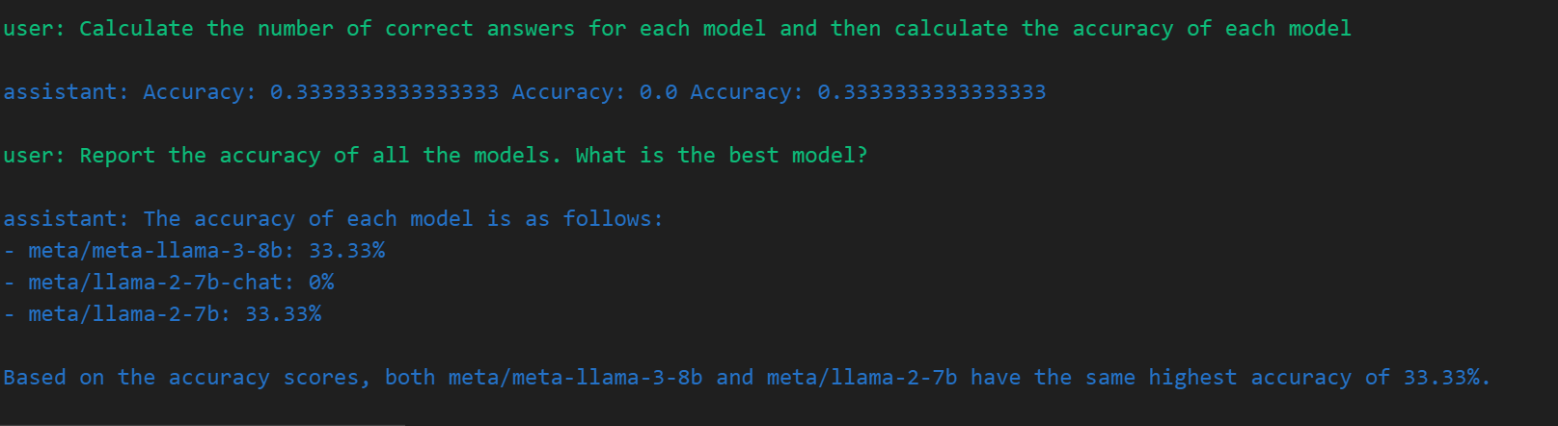 user: Calculate the number of correct answers for each model and then calculate the accuracy of each model
assistant: Accuracy: 0.3333333333333333 Accuracy: 0.0 Accuracy: 0.3333333333333333
user: Report the accuracy of all the models. What is the best model?
assistant: The accuracy of each model is as follows:
- meta/meta-llama-3-8b: 33.33%
- meta/llama-2-7b-chat: 0%
- meta/llama-2-7b: 33.33%
Based on the accuracy scores, both meta/meta-llama-3-8b and meta/llama-2-7b have the same highest accuracy of 33.33%.